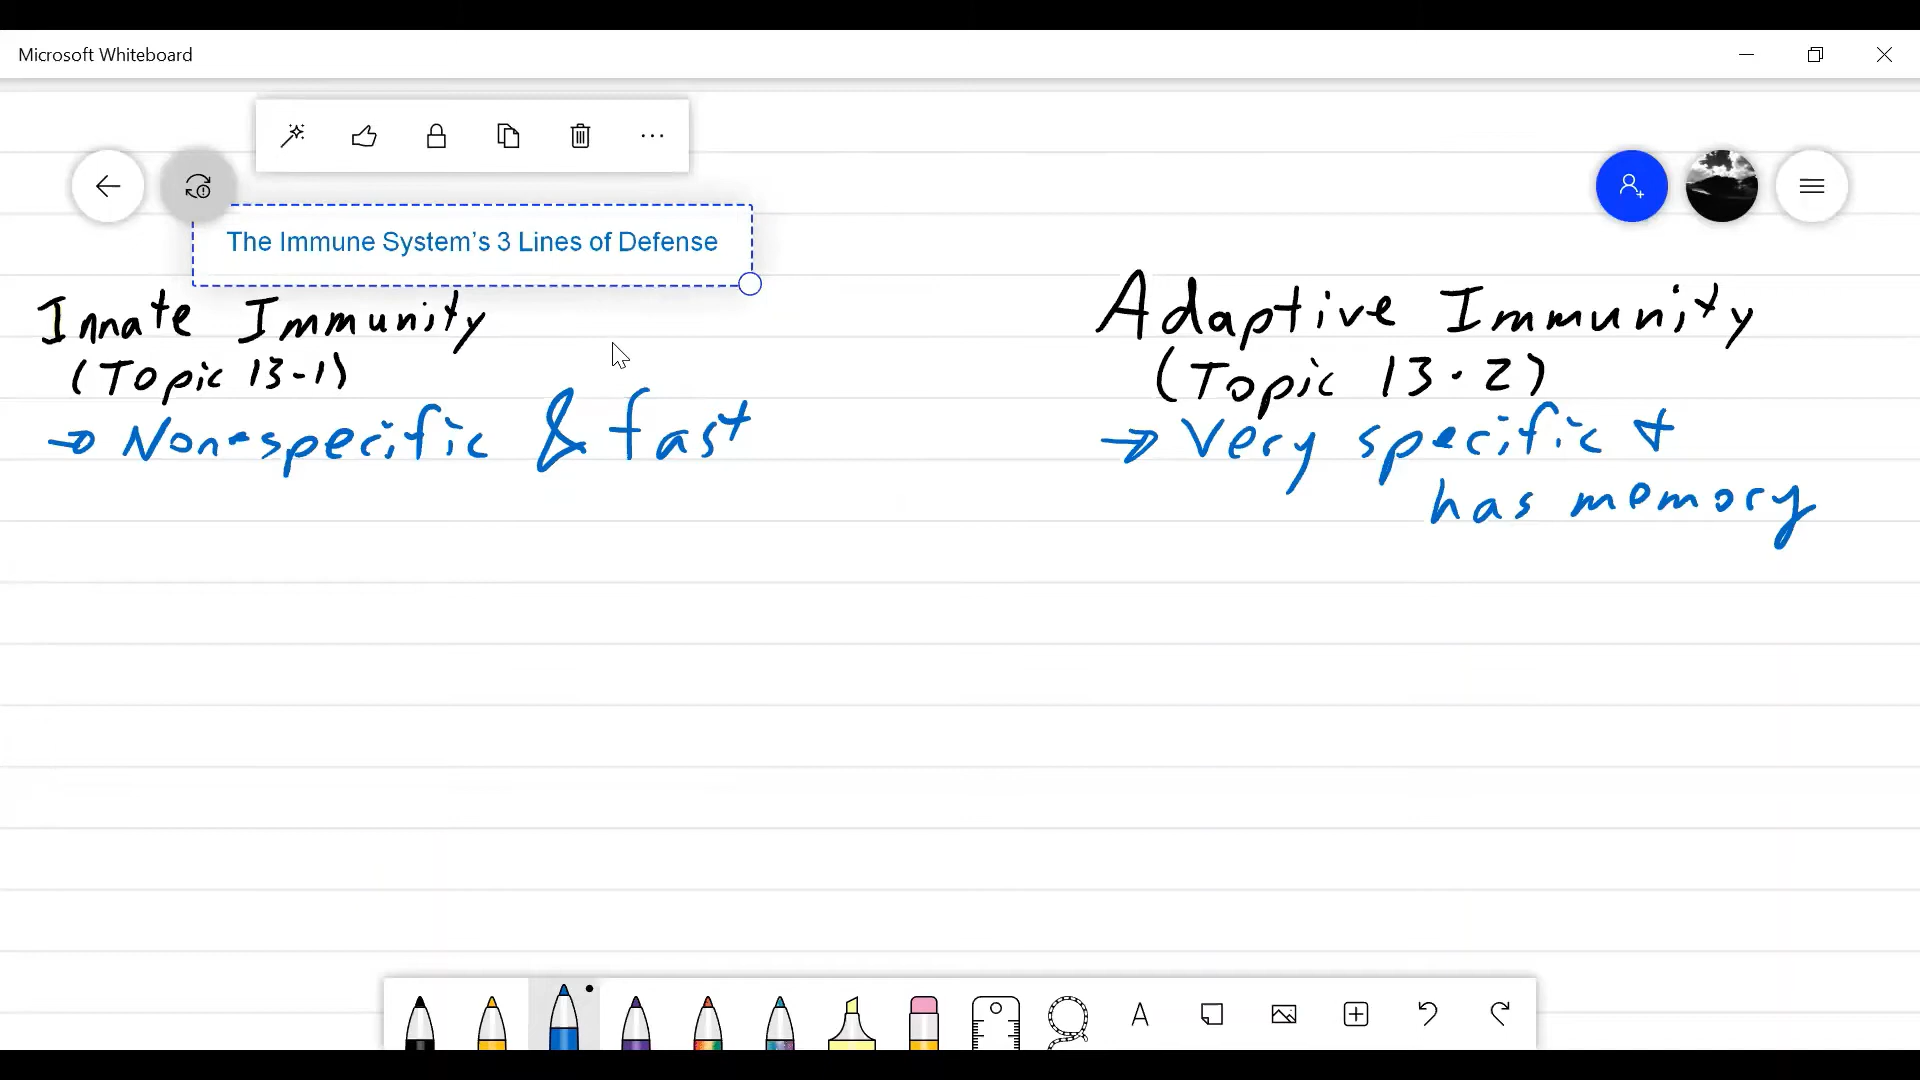 Microsoft Whiteboard
The Immune System's 3 Lines of Defense
Innate Immunity
(Topic 13-1)
→ Non-specific & fast
Adaptive Immunity
(Topic 13.2)
→ Very specific +
has memory
A